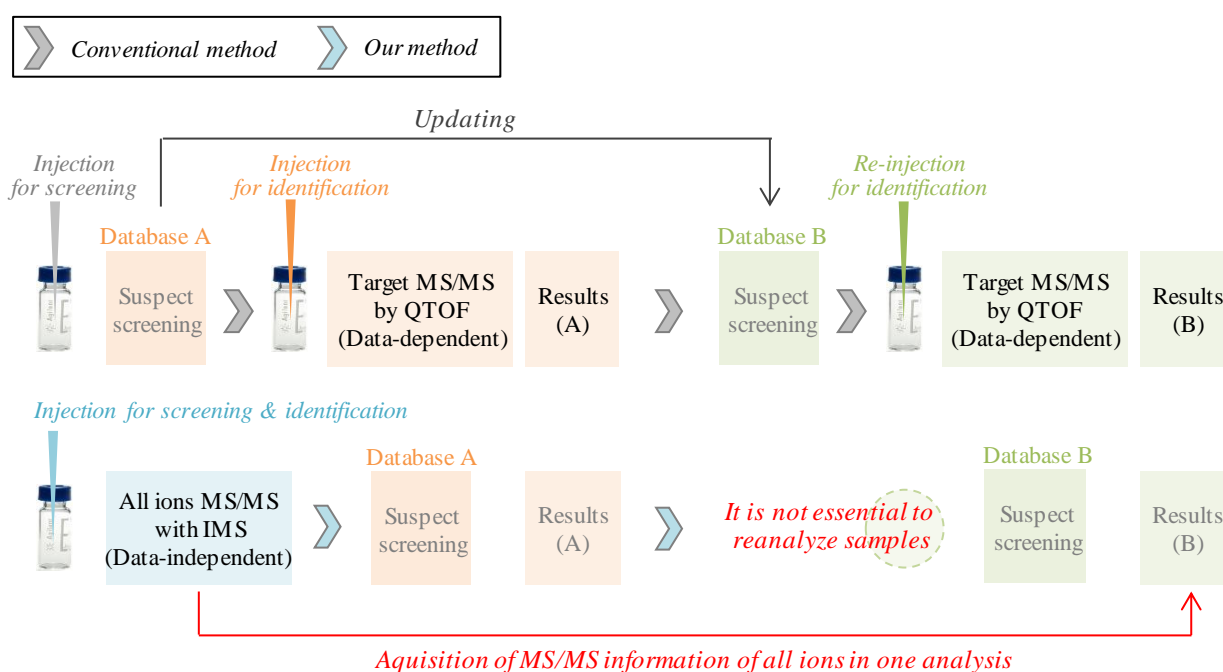 Conventional method
Our method
Updating
Injection
for screening
Injection
for identification
Re-injection
for identification
Database A
Database B
Suspect
screening
Target MS/MS
by QTOF
(Data-dependent)
Results
(A)
Suspect
screening
Target MS/MS
by QTOF
(Data-dependent)
Results
(B)
Injection for screening & identification
Database A
Database B
All ions MS/MS
with IMS
(Data-independent)
Suspect
screening
Results
(A)
It is not essential to
reanalyze samples
Suspect
screening
Results
(B)
Aquisition of MS/MS information of all ions in one analysis